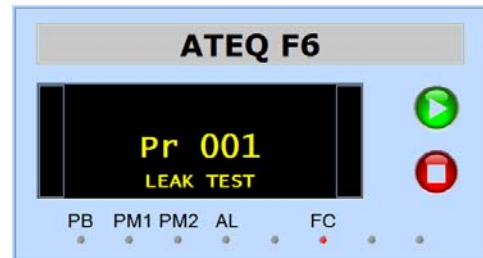 ATEQ F6
Pr 001
LEAK TEST
PB PM1 PM2 AL FC